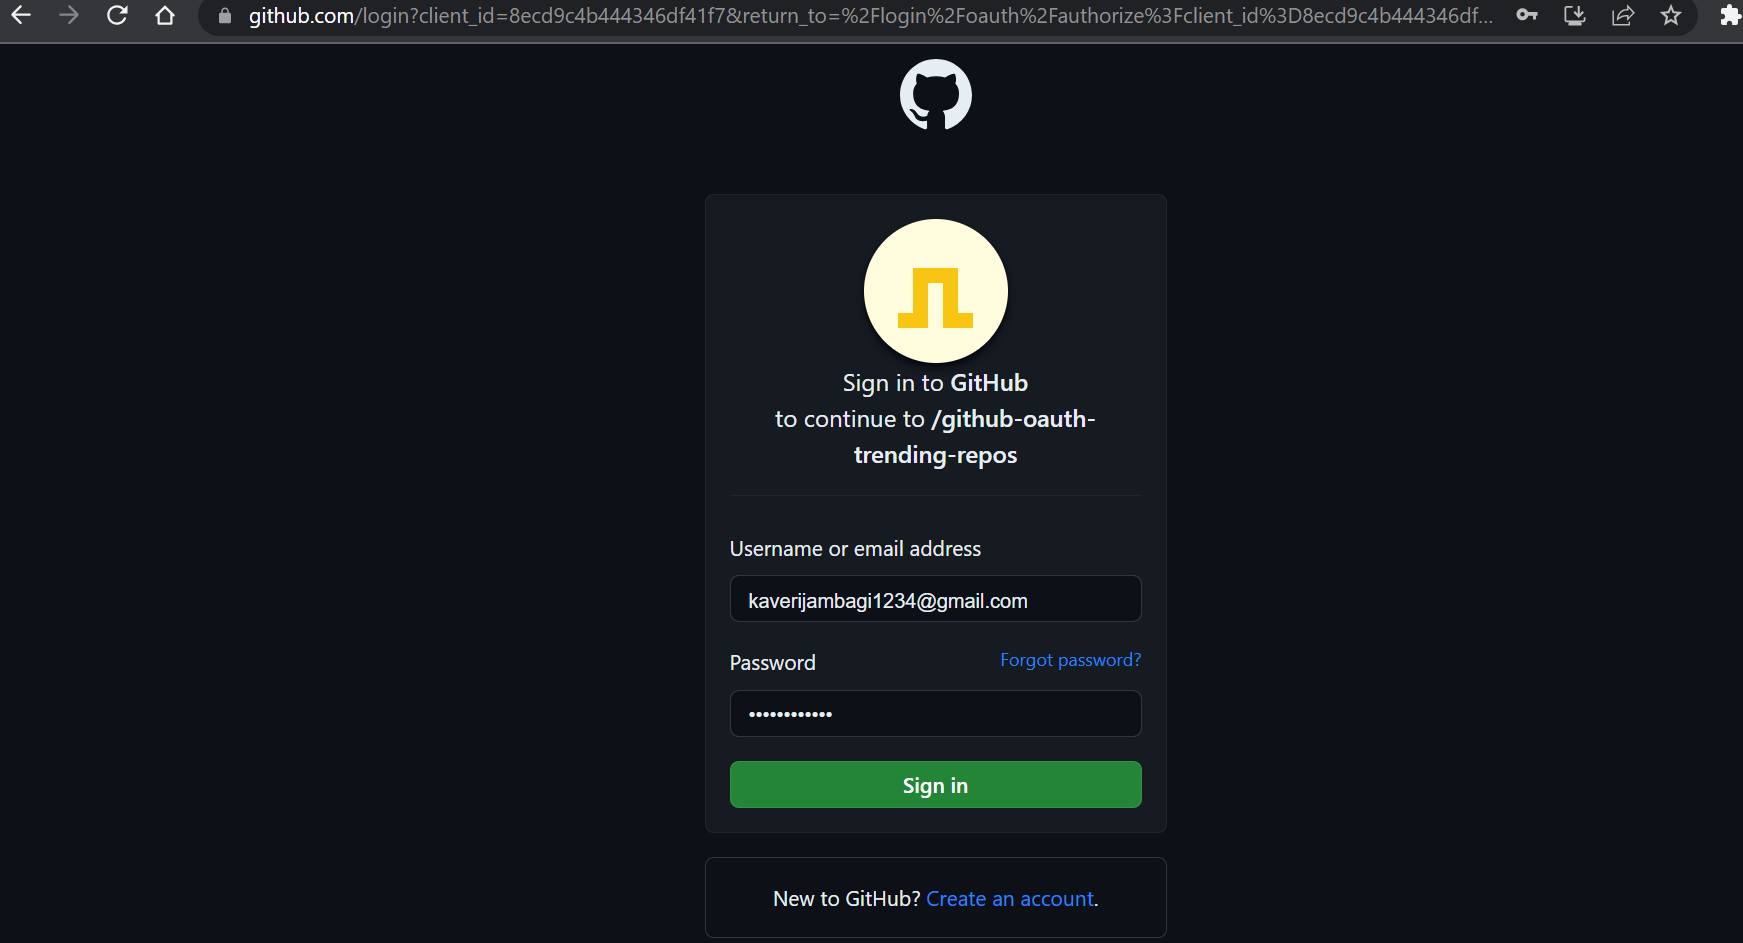 github.com/login?client_id=8ecd9c4b444346df41f7&return_to=%2Flogin%2Foauth%2Fauthorize%3Fclient_id%3D8ecd9c4b444346df...
Sign in to GitHub
to continue to /github-oauth-
trending-repos
Username or email address
kaverijambagi1234@gmail.com
Password Forgot password?
••••••••••••
Sign in
New to GitHub? Create an account.